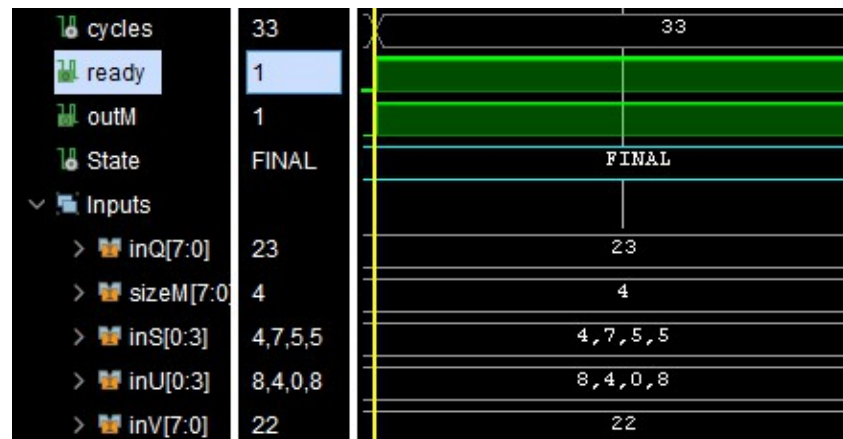 cycles 33 33
ready 1
outM 1
State FINAL FINAL
Inputs
inQ[7:0] 23 23
sizeM[7:0] 4 4
inS[0:3] 4,7,5,5 4,7,5,5
inU[0:3] 8,4,0,8 8,4,0,8
inV[7:0] 22 22